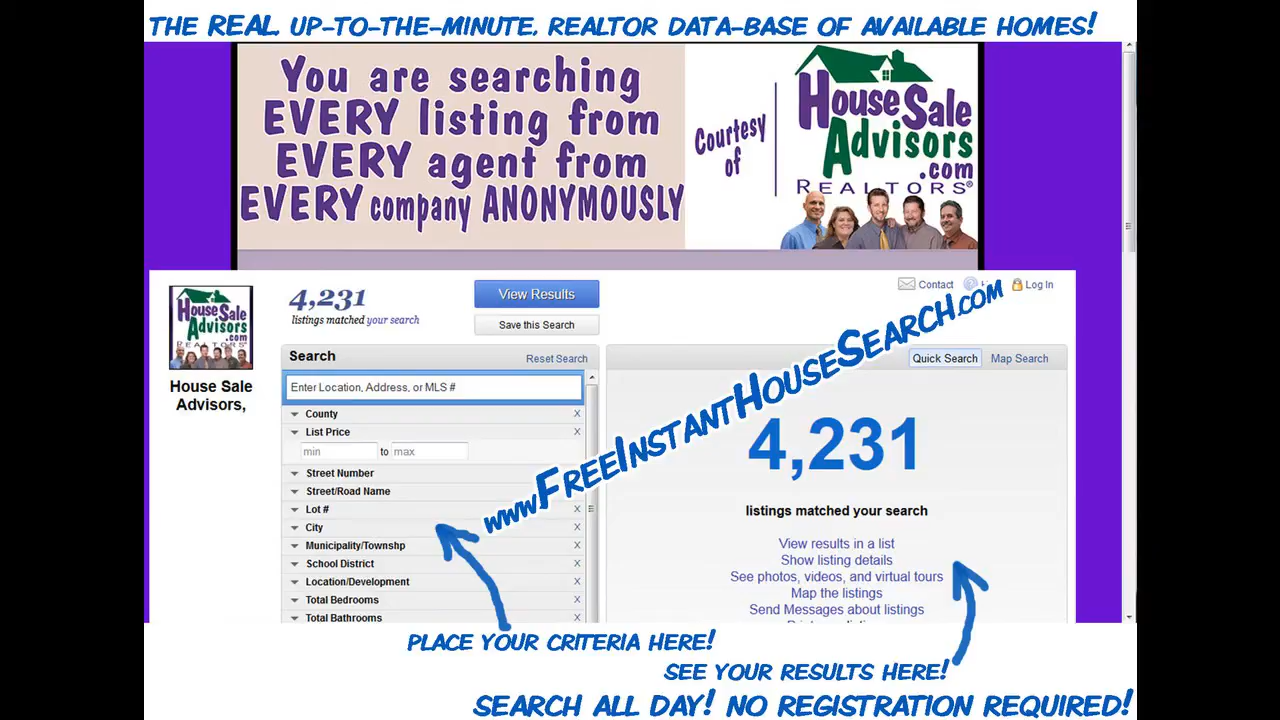 THE REAL, UP-TO-THE-MINUTE, REALTOR DATA-BASE OF AVAILABLE HOMES!
You are searching
EVERY listing from
EVERY agent from
EVERY company ANONYMOUSLY
Courtesy
of
HouseSale
Advisors
.com
REALTORS®
House Sale
Advisors
.com
REALTORS
House Sale
Advisors,
4,231
listings matched your search
View Results
Save this Search
Contact
Log In
Search
Reset Search
Quick Search
Map Search
Enter Location, Address, or MLS #
County X
List Price X
min to max
Street Number X
Street/Road Name X
Lot # X
City X
Municipality/Townshp X
School District X
Location/Development X
Total Bedrooms X
Total Bathrooms X
www.FreeInstantHouseSearch.com
4,231
listings matched your search
View results in a list
Show listing details
See photos, videos, and virtual tours
Map the listings
Send Messages about listings
PLACE YOUR CRITERIA HERE!
SEE YOUR RESULTS HERE!
SEARCH ALL DAY! NO REGISTRATION REQUIRED!